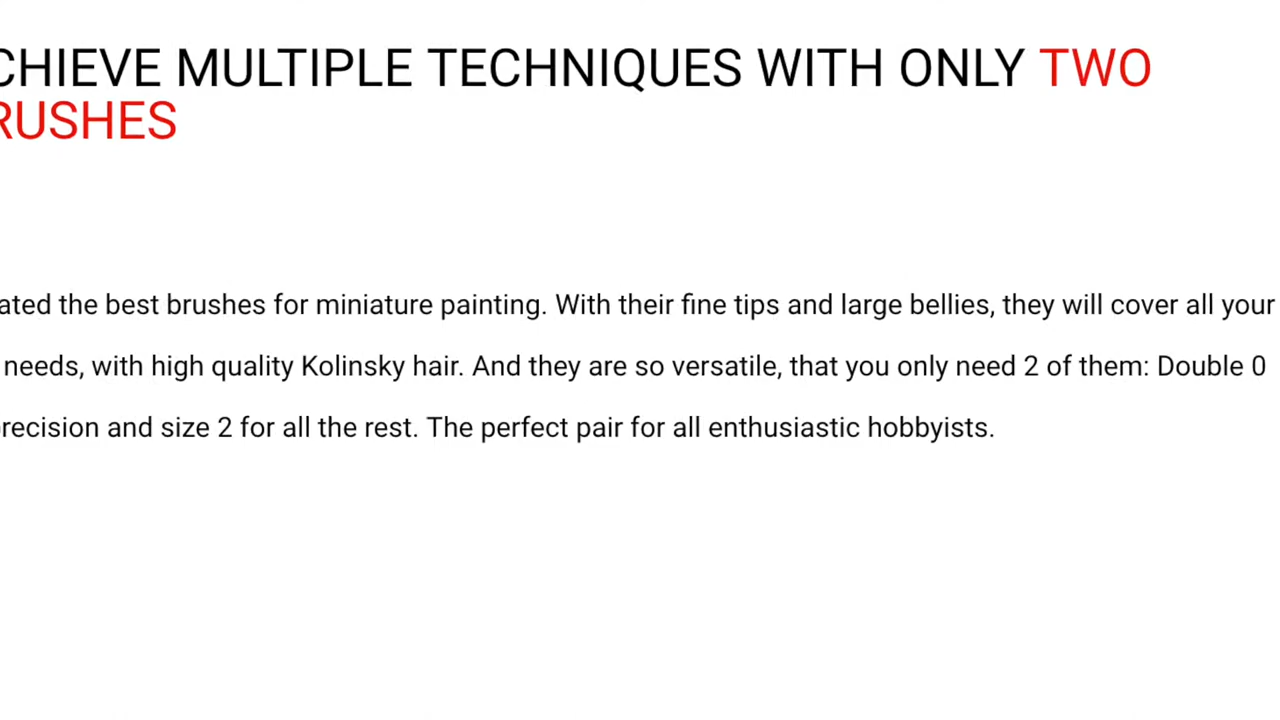 CHIEVE MULTIPLE TECHNIQUES WITH ONLY TWO
RUSHES
ated the best brushes for miniature painting. With their fine tips and large bellies, they will cover all your
needs, with high quality Kolinsky hair. And they are so versatile, that you only need 2 of them: Double 0
recision and size 2 for all the rest. The perfect pair for all enthusiastic hobbyists.